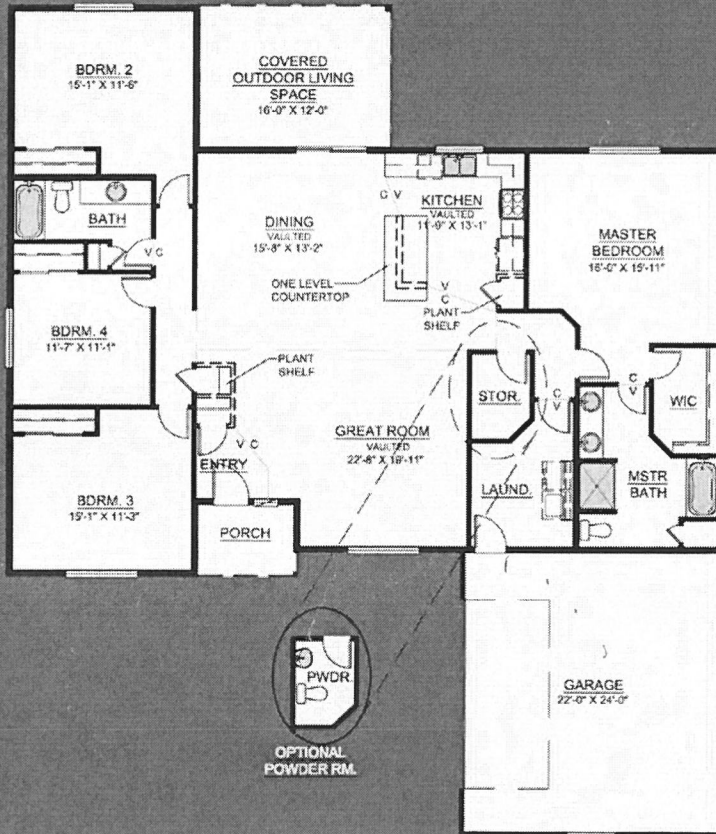 BDRM. 2
15'-1" X 11'-6"
COVERED
OUTDOOR LIVING
SPACE
16'-0" X 12'-0"
BATH
V C
C V
KITCHEN
VAULTED
11'-9" X 13'-1"
DINING
VAULTED
15'-8" X 13'-2"
MASTER
BEDROOM
16'-0" X 15'-11"
ONE LEVEL
COUNTERTOP
V
C
PLANT
SHELF
BDRM. 4
11'-7" X 11'-1"
PLANT
SHELF
STOR.
C
V
C
V
WIC
GREAT ROOM
VAULTED
22'-8" X 19'-11"
V C
ENTRY
LAUND.
MSTR
BATH
BDRM. 3
15'-1" X 11'-3"
PORCH
PWDR.
GARAGE
22'-0" X 24'-0"
OPTIONAL
POWDER RM.